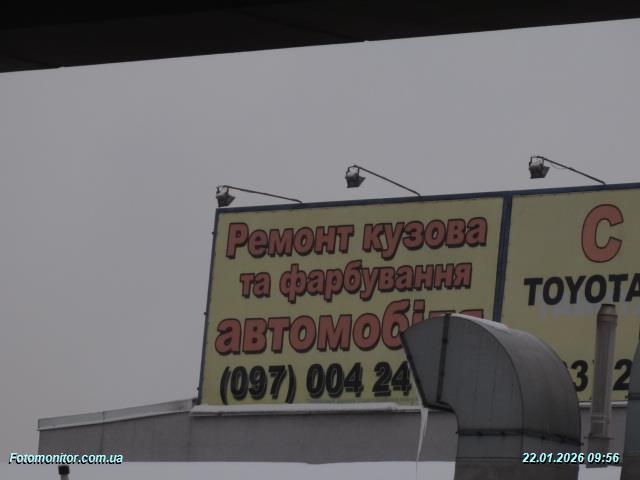 Ремонт кузова
та фарбування
(097) 004 24
С
TOYOTA
Fotomonitor.com.ua
22.01.2026 09:56